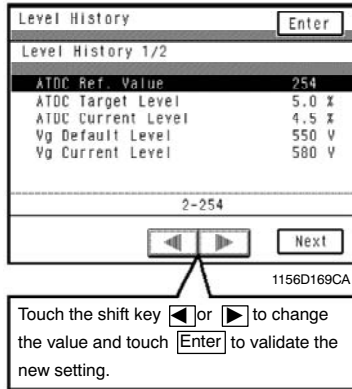 Level History
Enter
Level History 1/2
ATDC Ref. Value 254
ATDC Target Level 5.0 %
ATDC Current Level 4.5 %
Vg Default Level 550 V
Vg Current Level 580 V
2-254
Next
1156D169CA
Touch the shift key ◀ or ▶ to change
the value and touch Enter to validate the
new setting.